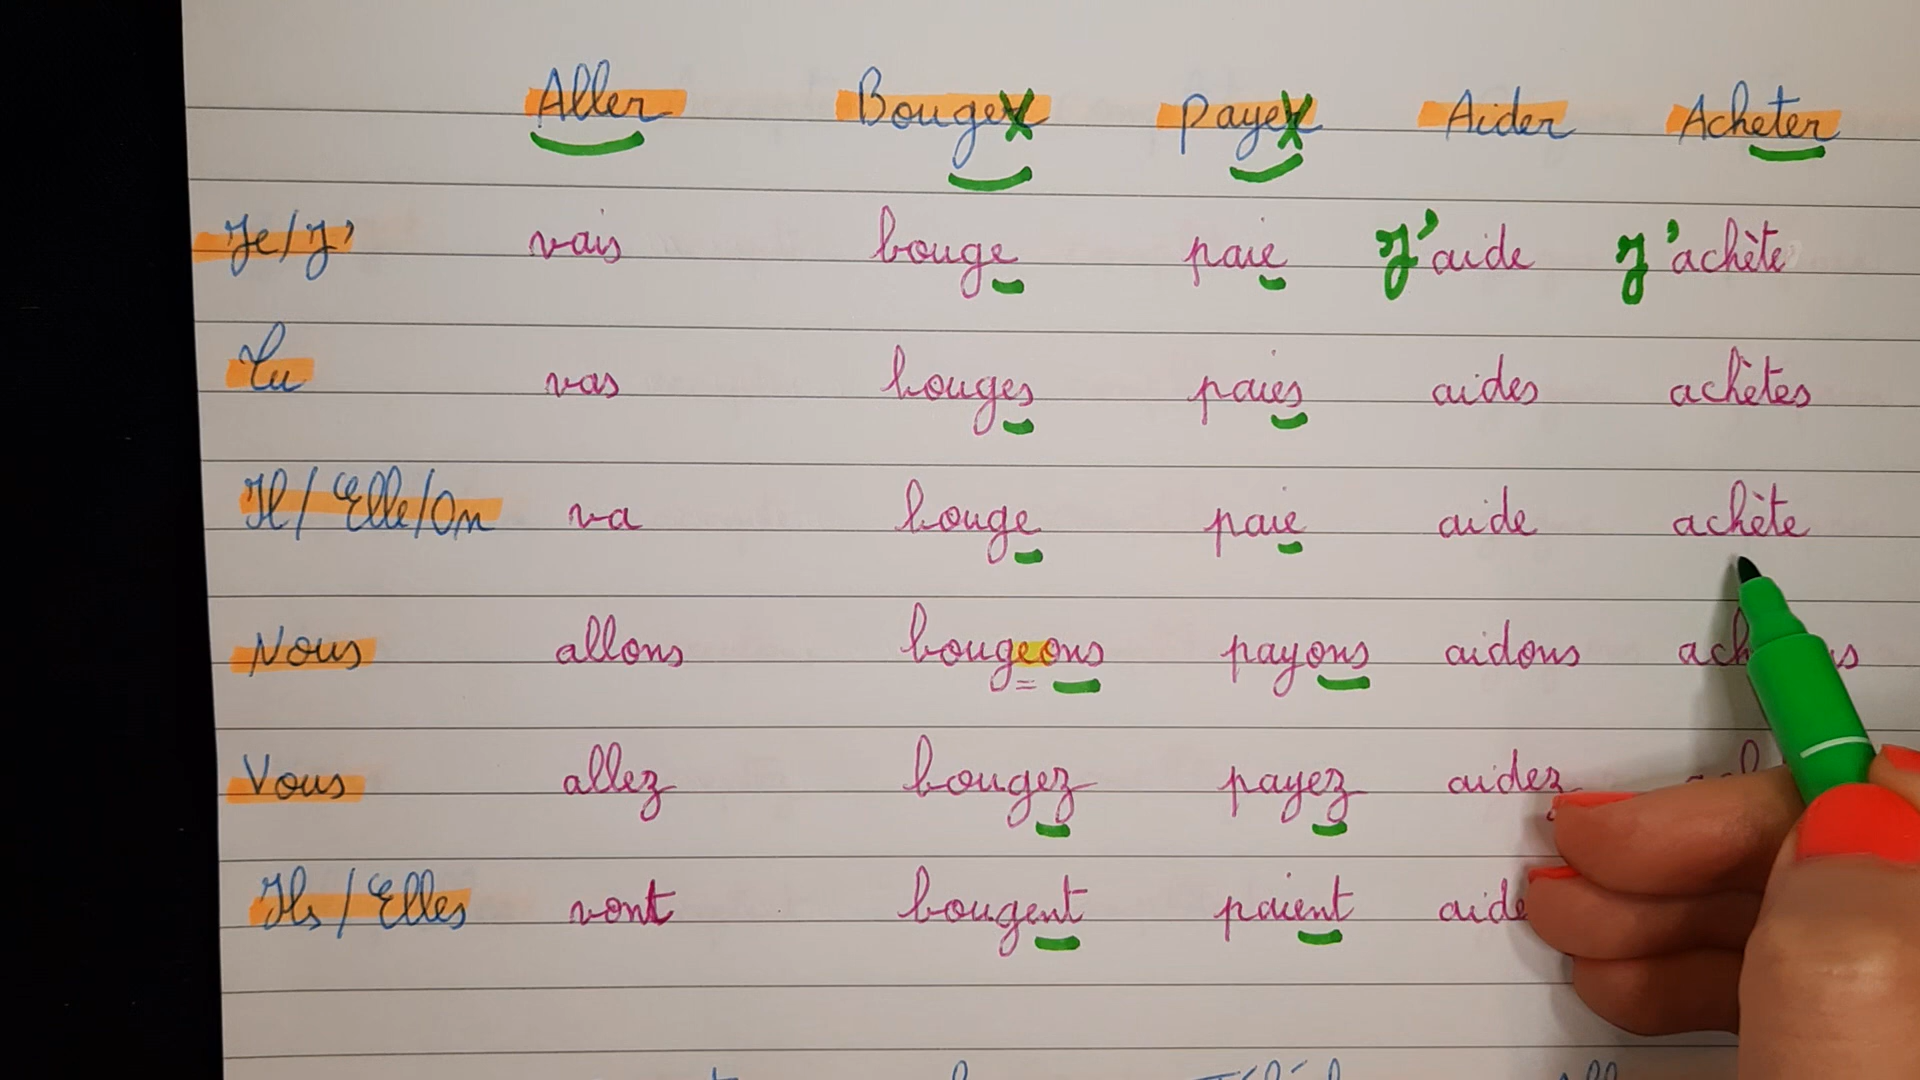 Aller Bouger payer Aider Acheter
Je/J' vais bouge paie J'aide J'achète
Tu vas bouges paies aides achètes
Il/Elle/On va bouge paie aide achète
Nous allons bougeons payons aidons
Vous allez bougez payez aidez
Ils/Elles vont bougent paient